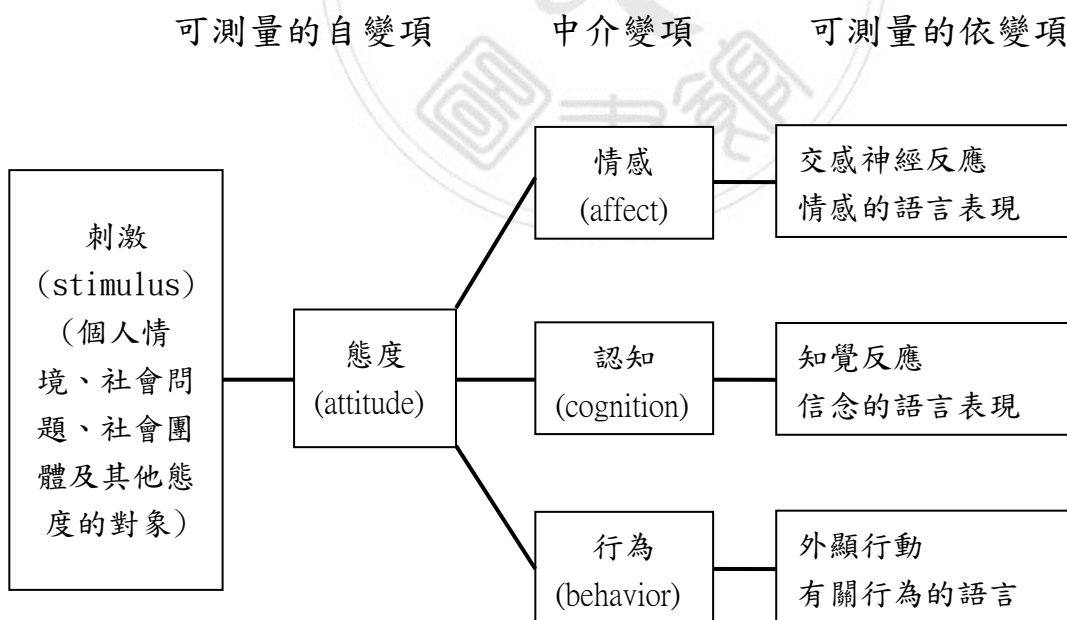 可測量的自變項
中介變項
可測量的依變項
刺激
(stimulus)
(個人情
境、社會問
題、社會團
體及其他態
度的對象)
態度
(attitude)
情感
(affect)
交感神經反應
情感的語言表現
認知
(cognition)
知覺反應
信念的語言表現
行為
(behavior)
外顯行動
有關行為的語言